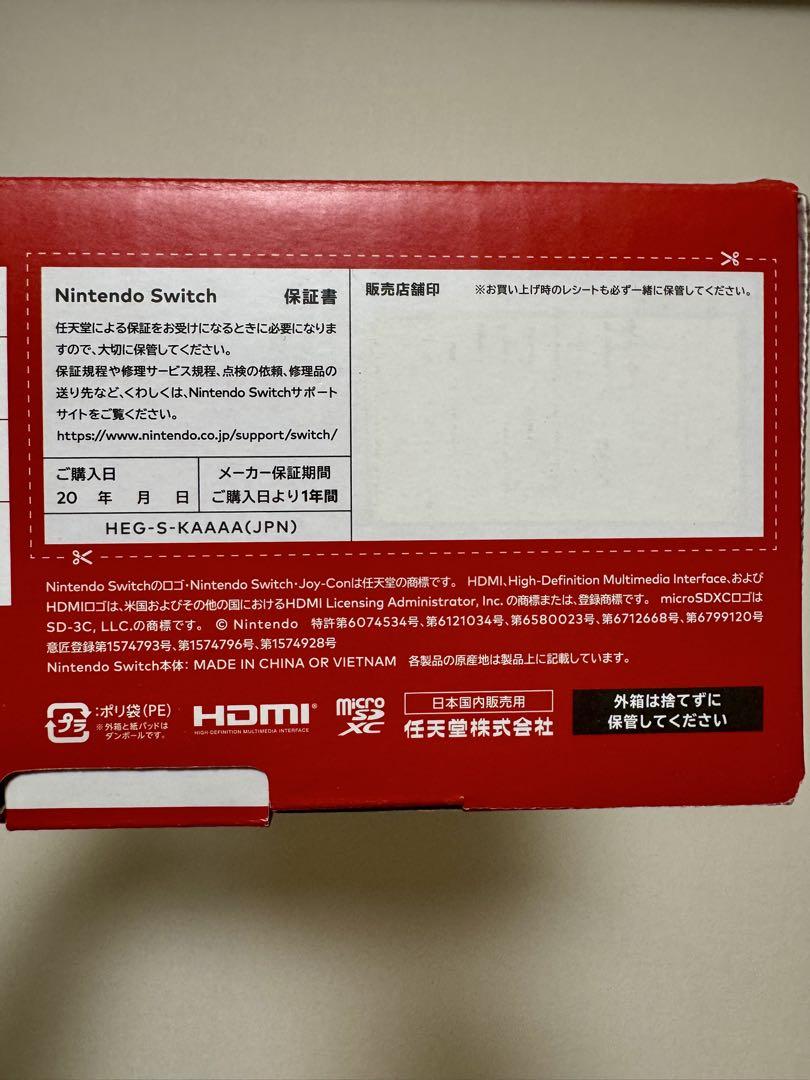 Nintendo Switch 保証書
任天堂による保証をお受けになるときに必要になりま
すので、大切に保管してください。
保証規程や修理サービス規程、点検の依頼、修理品の
送り先など、くわしくは、Nintendo Switchサポート
サイトをご覧ください。
https://www.nintendo.co.jp/support/switch/
ご購入日
20 年 月 日
メーカー保証期間
ご購入日より1年間
HEG-S-KAAAA(JPN)
販売店舗印 ※お買い上げ時のレシートも必ず一緒に保管してください。
Nintendo Switchのロゴ・Nintendo Switch・Joy-Conは任天堂の商標です。 HDMI、High-Definition Multimedia Interface、および
HDMIロゴは、米国およびその他の国におけるHDMI Licensing Administrator, Inc. の商標または、登録商標です。 microSDXCロゴは
SD-3C, LLC.の商標です。 © Nintendo 特許第6074534号、第6121034号、第6580023号、第6712668号、第6799120号
意匠登録第1574793号、第1574796号、第1574928号
Nintendo Switch本体: MADE IN CHINA OR VIETNAM 各製品の原産地は製品上に記載しています。
プラ :ポリ袋(PE)
※外箱と紙パッドは
ダンボールです。
HDMI®
HIGH-DEFINITION MULTIMEDIA INTERFACE
micro
SD
XC
日本国内販売用
任天堂株式会社
外箱は捨てずに
保管してください